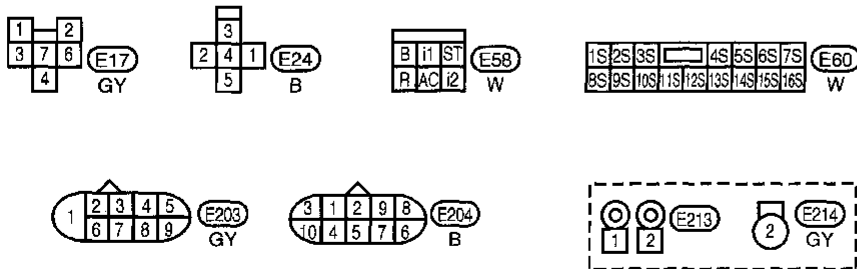 1 2
3 7 6
4
E17
GY
3
2 4 1
5
E24
B
B i1 ST
R AC i2
E58
W
1S 2S 3S 4S 5S 6S 7S
8S 9S 10S 11S 12S 13S 14S 15S 16S
E60
W
1
2 3 4 5
6 7 8 9
E203
GY
3 1 2 9 8
10 4 5 7 6
E204
B
1 2
E213
2
E214
GY